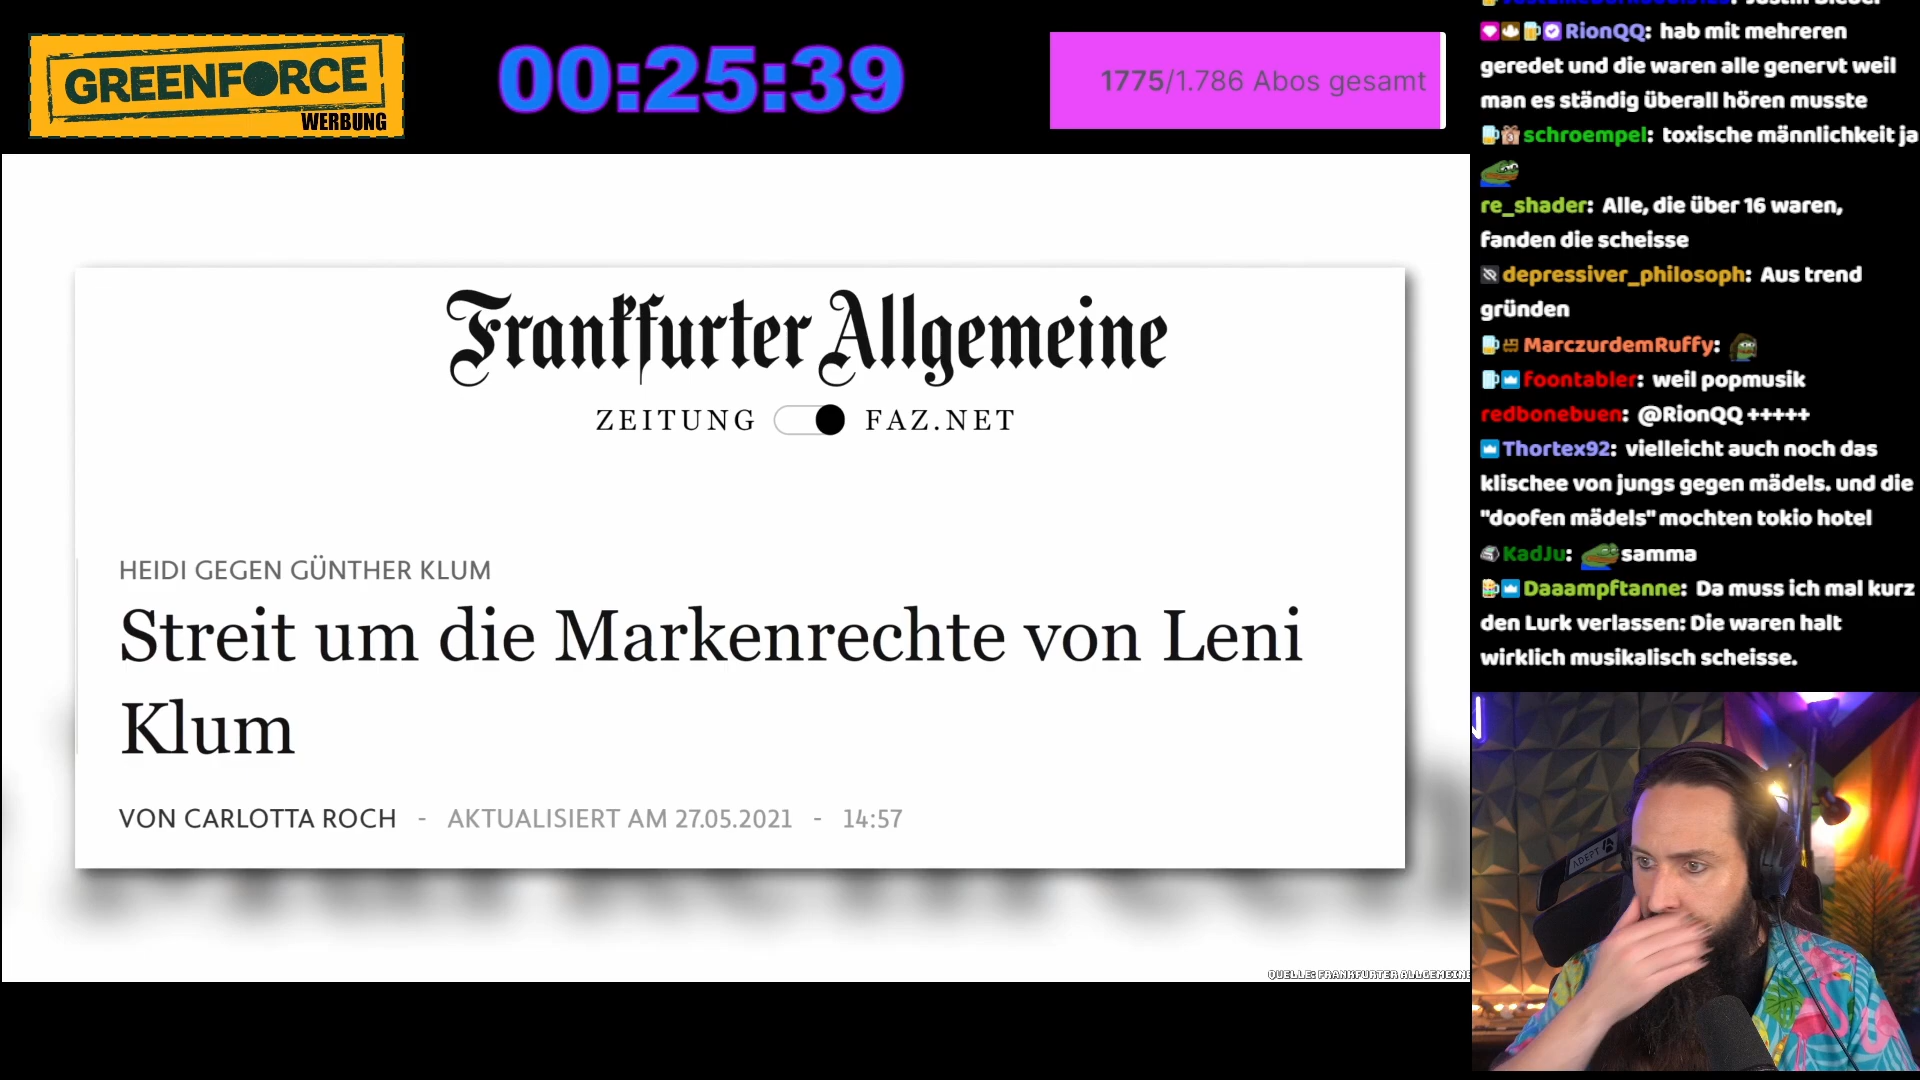 GREENFORCE
WERBUNG
00:25:39
1775/1.786 Abos gesamt
Frankfurter Allgemeine
ZEITUNG FAZ.NET
HEIDI GEGEN GÜNTHER KLUM
Streit um die Markenrechte von Leni
Klum
VON CARLOTTA ROCH - AKTUALISIERT AM 27.05.2021 - 14:57
QUELLE: FRANKFURTER ALLGEMEINE
RionQQ: hab mit mehreren
geredet und die waren alle genervt weil
man es ständig überall hören musste
schroempel: toxische männlichkeit ja
re_shader: Alle, die über 16 waren,
fanden die scheisse
depressiver_philosoph: Aus trend
gründen
MarczurdemRuffy:
foontabler: weil popmusik
redbonebuen: @RionQQ +++++
Thortex92: vielleicht auch noch das
klischee von jungs gegen mädels. und die
"doofen mädels" mochten tokio hotel
KadJu: samma
Daaampftanne: Da muss ich mal kurz
den Lurk verlassen: Die waren halt
wirklich musikalisch scheisse.
ADEPT